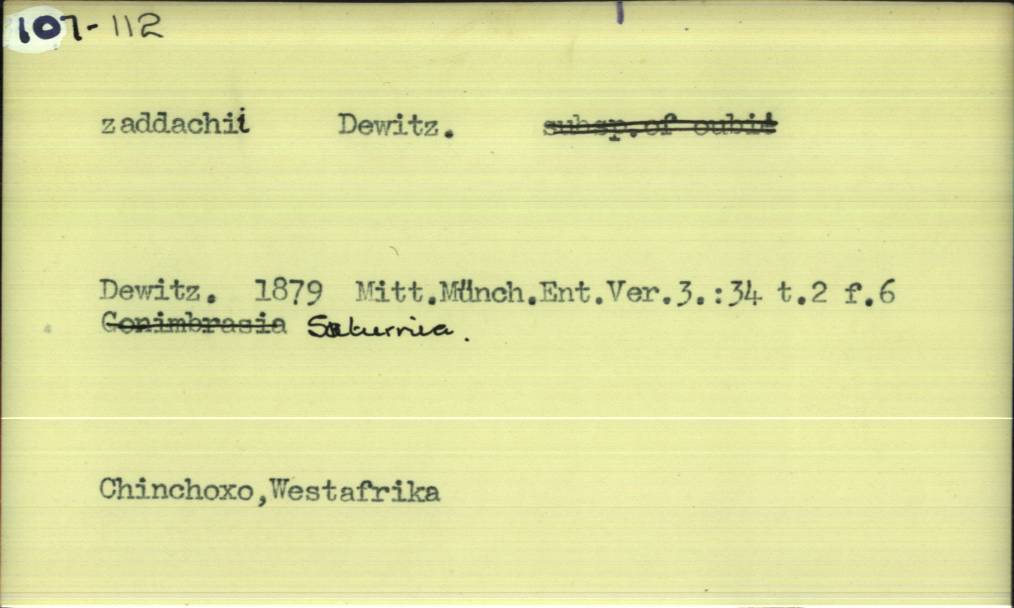 107-112
zaddachii Dewitz. subsp.of oubii
Dewitz. 1879 Mitt.Münch.Ent.Ver.3.:34 t.2 f.6
Gonimbrasia Saturnia.
Chinchoxo,Westafrika